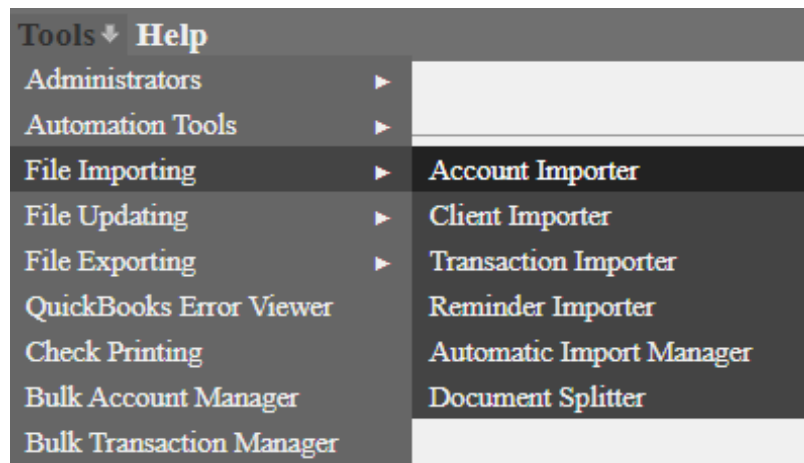 Tools Help
Administrators
Automation Tools
File Importing
Account Importer
File Updating
Client Importer
File Exporting
Transaction Importer
QuickBooks Error Viewer
Reminder Importer
Check Printing
Automatic Import Manager
Bulk Account Manager
Document Splitter
Bulk Transaction Manager